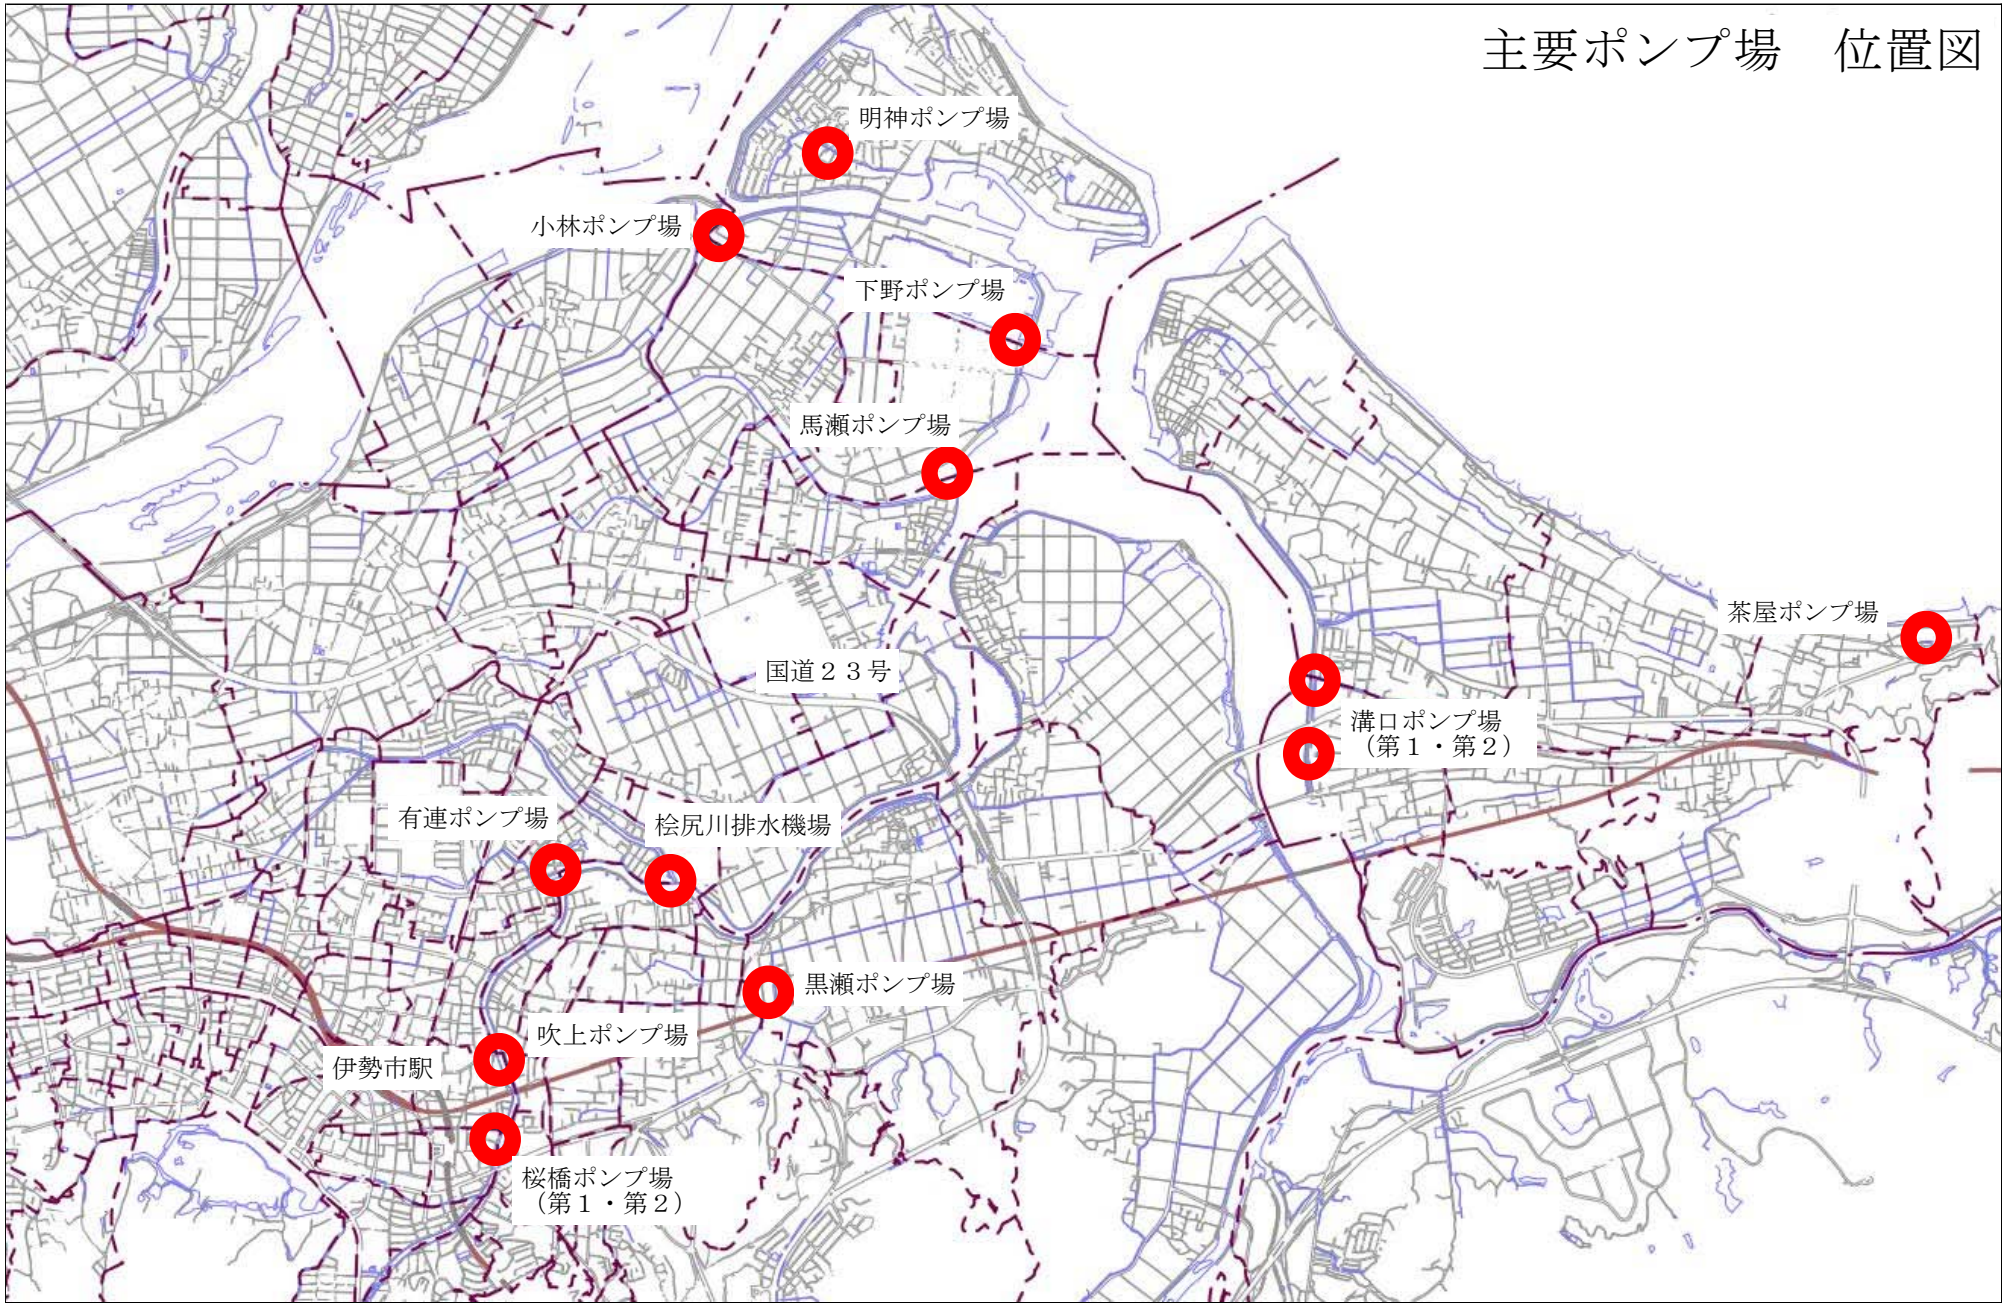 主要ポンプ場　位置図
明神ポンプ場
小林ポンプ場
下野ポンプ場
馬瀬ポンプ場
茶屋ポンプ場
国道２３号
溝口ポンプ場
（第１・第２）
有連ポンプ場
桧尻川排水機場
黒瀬ポンプ場
吹上ポンプ場
伊勢市駅
桜橋ポンプ場
（第１・第２）